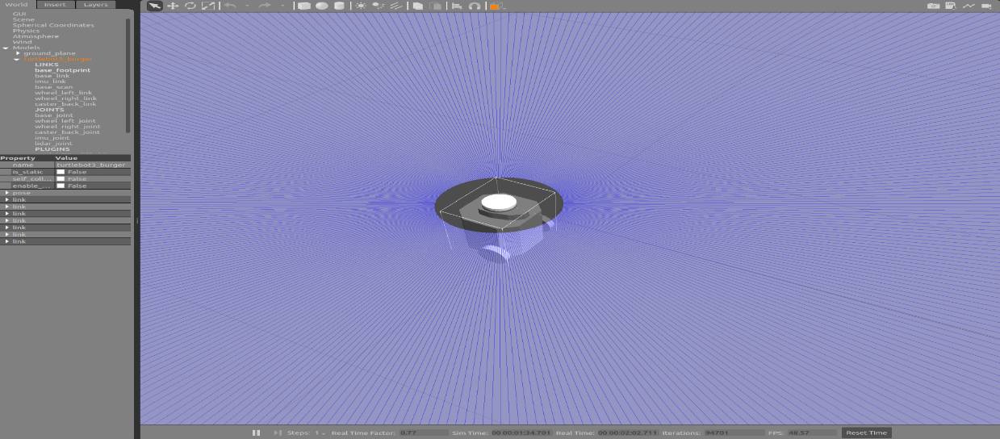 World Insert Layers
GUI
Scene
Spherical Coordinates
Physics
Atmosphere
Wind
Models
ground_plane
turtlebot3_burger
LINKS
base_footprint
base_link
imu_link
base_scan
wheel_left_link
wheel_right_link
caster_back_link
JOINTS
base_joint
wheel_left_joint
wheel_right_joint
caster_back_joint
imu_joint
lidar_joint
PLUGINS
Property Value
name turtlebot3_burger
is_static False
self_coll... False
enable_... False
pose
link
link
link
link
link
link
link
Steps: 1 Real Time Factor: 0.77 Sim Time: 00 00:01:34.701 Real Time: 00 00:02:02.711 Iterations: 94701 FPS: 48.57 Reset Time